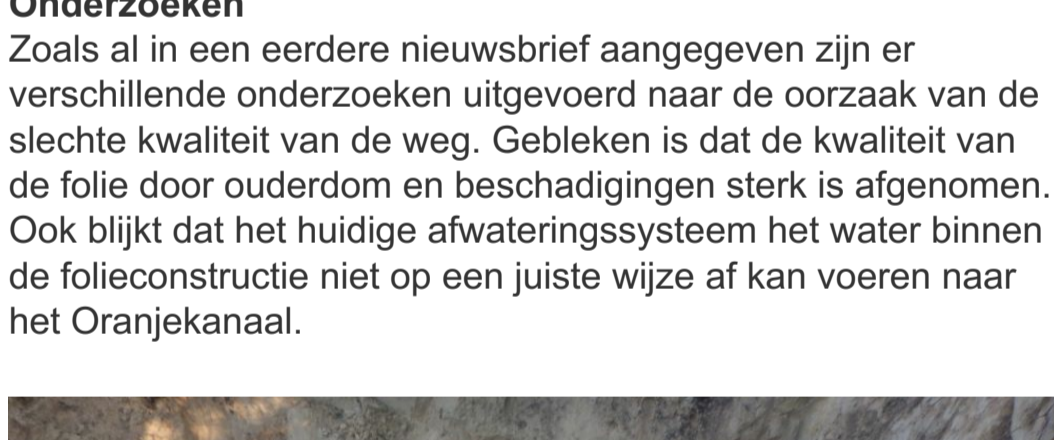 Onderzoeken
Zoals al in een eerdere nieuwsbrief aangegeven zijn er
verschillende onderzoeken uitgevoerd naar de oorzaak van de
slechte kwaliteit van de weg. Gebleken is dat de kwaliteit van
de folie door ouderdom en beschadigingen sterk is afgenomen.
Ook blijkt dat het huidige afwateringssysteem het water binnen
de folieconstructie niet op een juiste wijze af kan voeren naar
het Oranjekanaal.